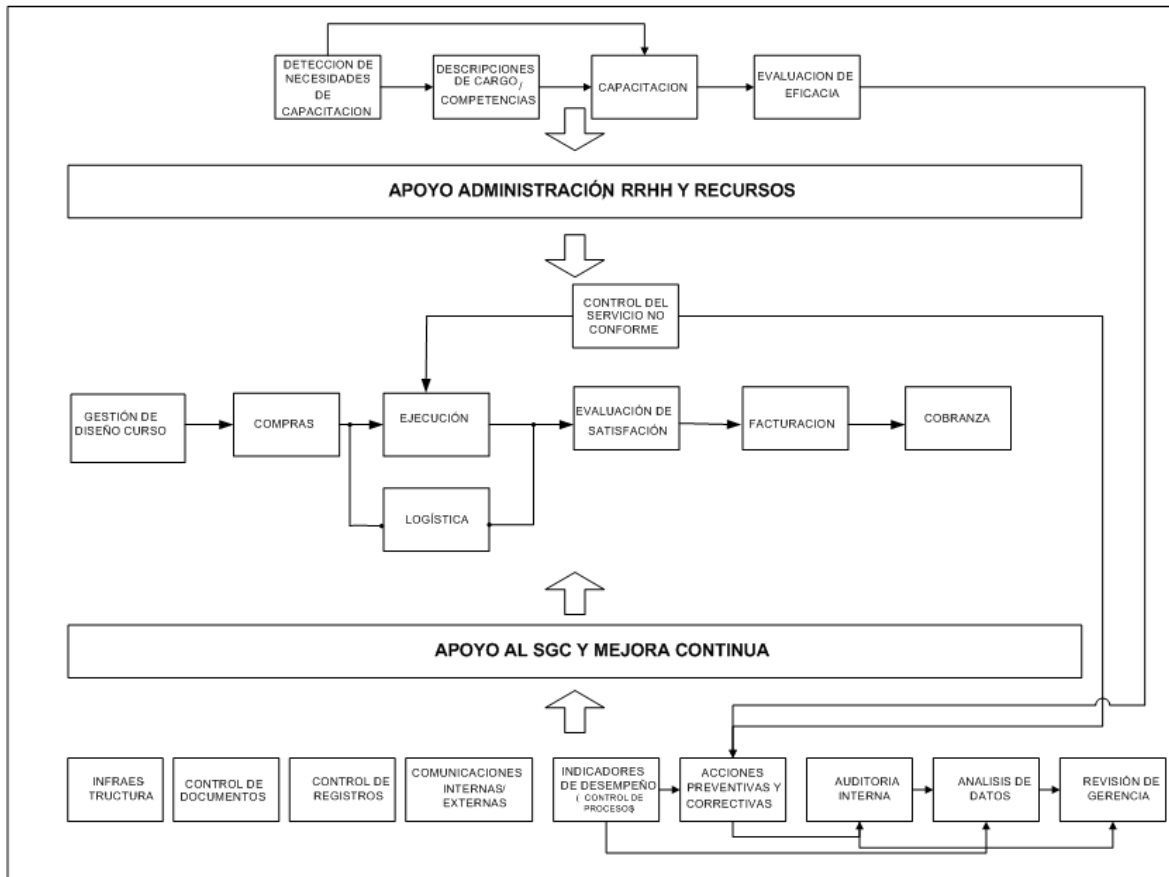 DETECCION DE
NECESIDADES
DE
CAPACITACION
DESCRIPCIONES
DE CARGO /
COMPETENCIAS
CAPACITACION
EVALUACION DE
EFICACIA
APOYO ADMINISTRACIÓN, RRHH Y RECURSOS
CONTROL DEL
SERVICIO NO
CONFORME
GESTIÓN DE
DISEÑO CURSO
COMPRAS
EJECUCIÓN
LOGÍSTICA
EVALUACIÓN DE
SATISFACIÓN
FACTURACION
COBRANZA
APOYO AL SGC Y MEJORA CONTINUA
INFRAES
TRUCTURA
CONTROL DE
DOCUMENTOS
CONTROL DE
REGISTROS
COMUNICACIONES
INTERNAS/
EXTERNAS
INDICADORES
DE DESEMPEÑO
( CONTROL DE
PROCESOS)
ACCIONES
PREVENTIVAS Y
CORRECTIVAS
AUDITORIA
INTERNA
ANALISIS DE
DATOS
REVISIÓN DE
GERENCIA